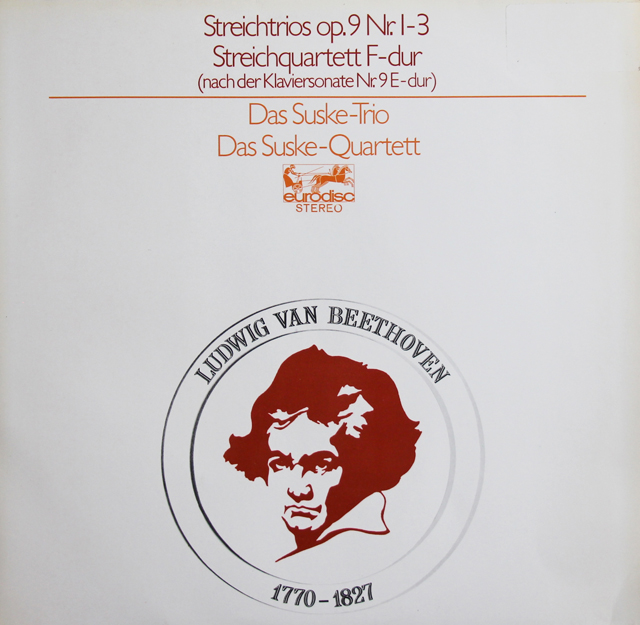 Streichtrios op.9 Nr. 1-3
Streichquartett F-dur
(nach der Klaviersonate Nr. 9 E-dur)
Das Suske-Trio
Das Suske-Quartett
eurodisc
STEREO
LUDWIG VAN BEETHOVEN
1770-1827